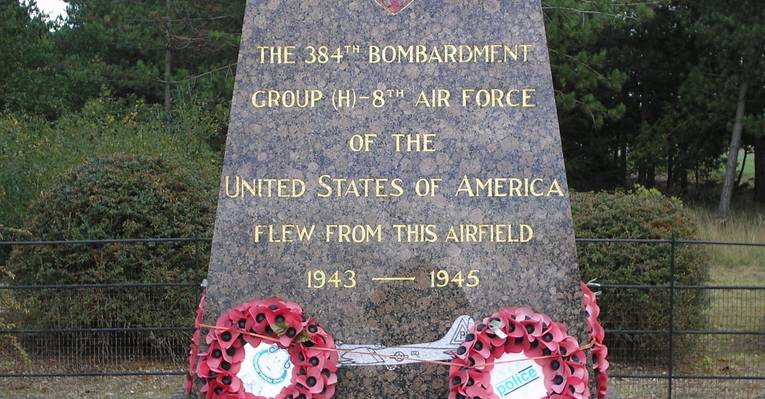 THE 384TH BOMBARDMENT
GROUP (H)-8TH AIR FORCE
OF THE
UNITED STATES OF AMERICA
FLEW FROM THIS AIRFIELD
1943 — 1945
police